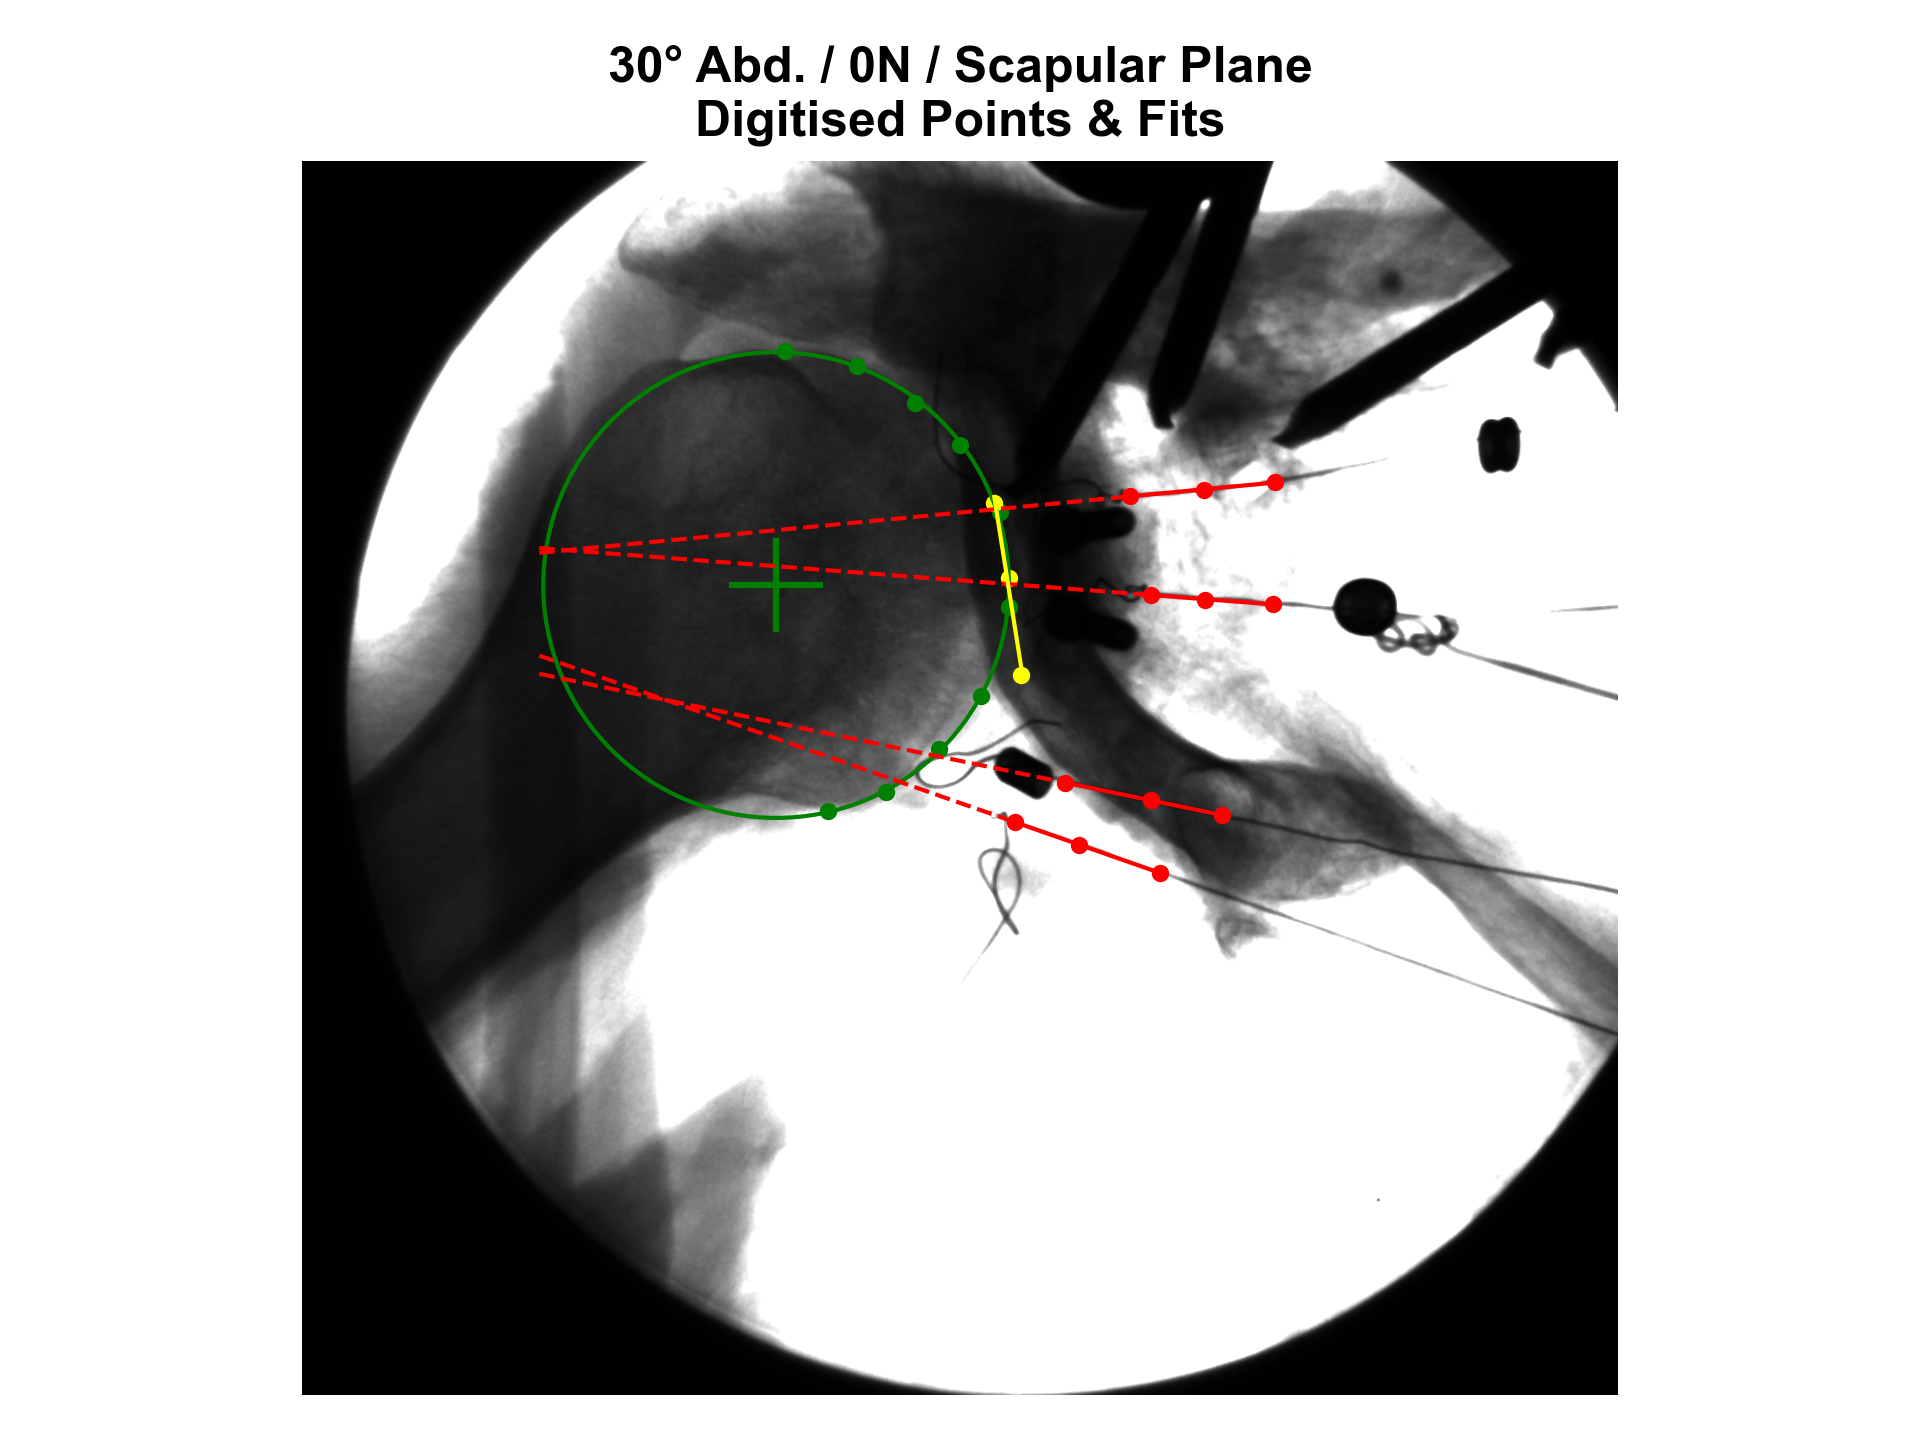 30° Abd. / 0N / Scapular Plane
Digitised Points & Fits